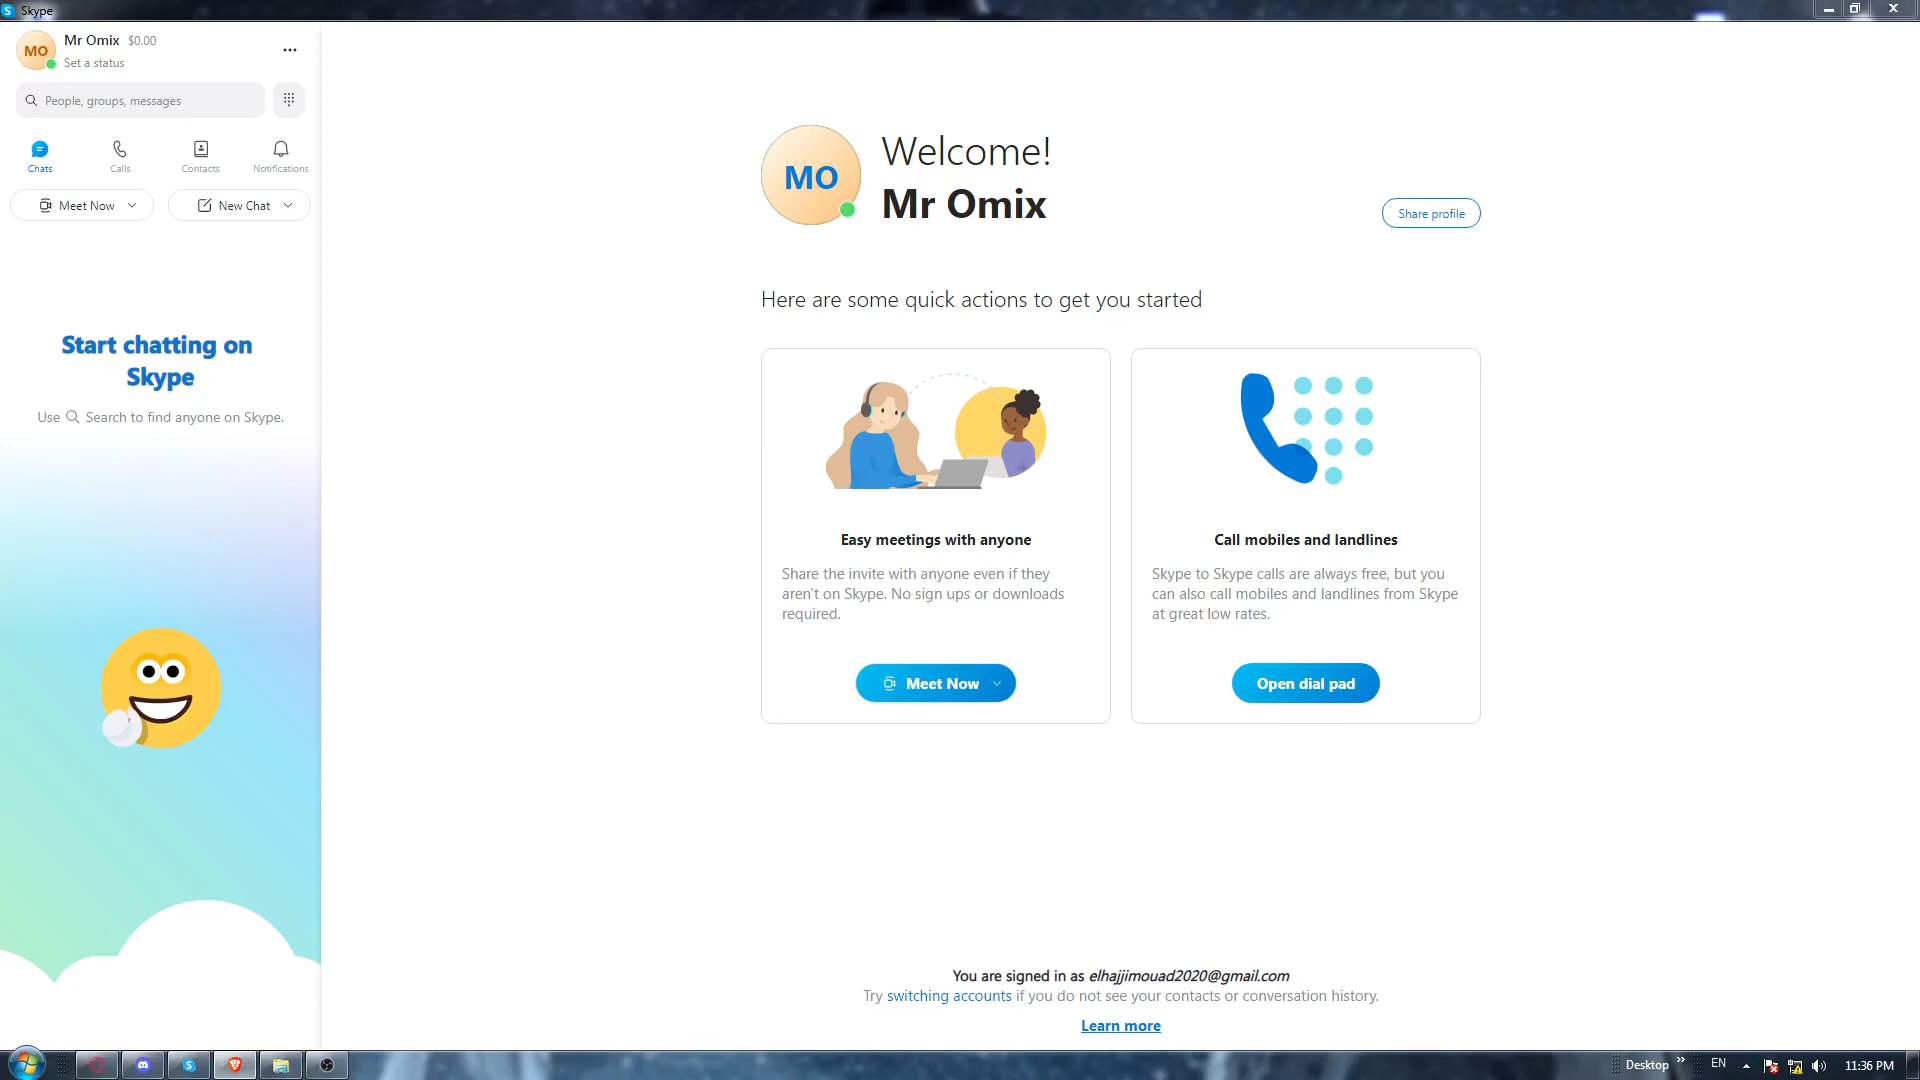 Skype
MO
Mr Omix $0.00
Set a status
People, groups, messages
Chats
Calls
Contacts
Notifications
Meet Now
New Chat
Start chatting on
Skype
Use Search to find anyone on Skype.
MO
Welcome!
Mr Omix
Share profile
Here are some quick actions to get you started
Easy meetings with anyone
Share the invite with anyone even if they
aren't on Skype. No sign ups or downloads
required.
Meet Now
Call mobiles and landlines
Skype to Skype calls are always free, but you
can also call mobiles and landlines from Skype
at great low rates.
Open dial pad
You are signed in as elhajjimouad2020@gmail.com
Try switching accounts if you do not see your contacts or conversation history.
Learn more
Desktop
EN
11:36 PM